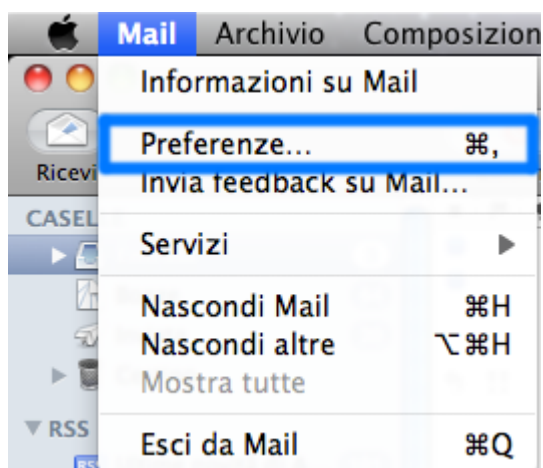 Mail Archivio Composizion
Informazioni su Mail
Preferenze... ⌘,
Ricevi
Invia feedback su Mail...
CASEL
Servizi
Nascondi Mail ⌘H
Nascondi altre ⌥⌘H
Mostra tutte
RSS
Esci da Mail ⌘Q
RSS